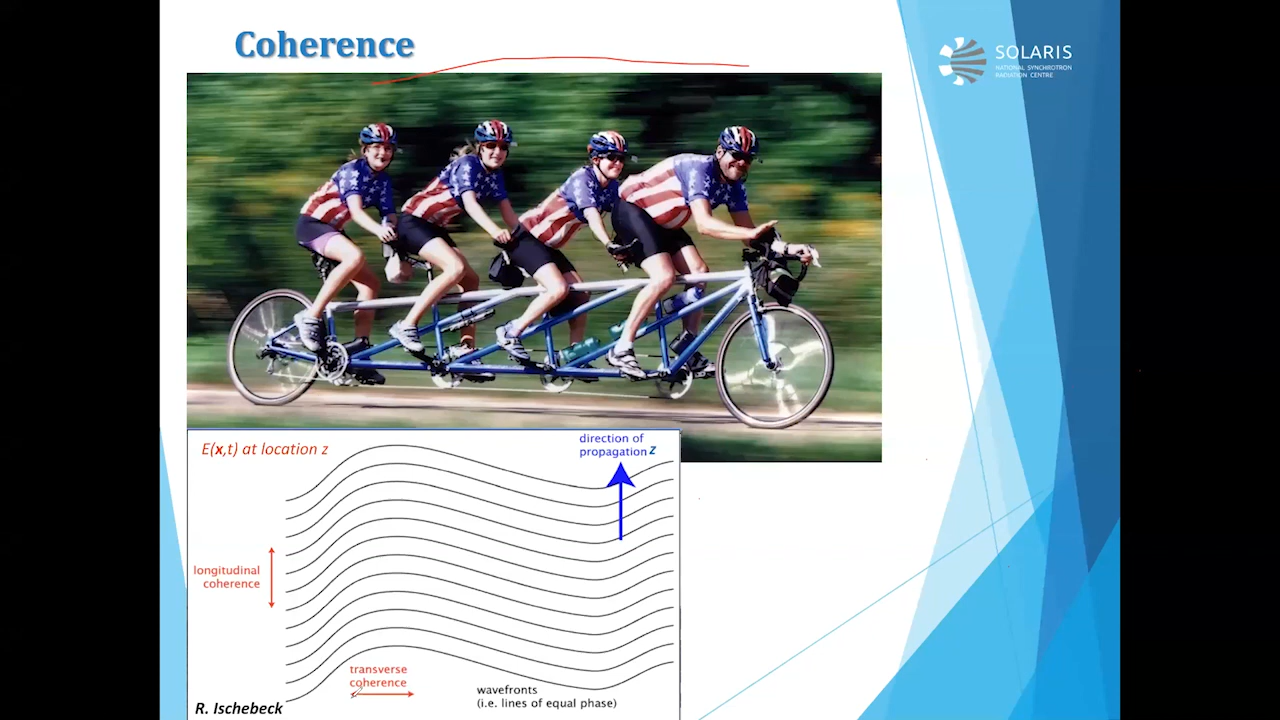 Coherence
SOLARIS
NATIONAL SYNCHROTRON
RADIATION CENTRE
E(x,t) at location z
direction of
propagation z
longitudinal
coherence
transverse
coherence
wavefronts
(i.e. lines of equal phase)
R. Ischebeck